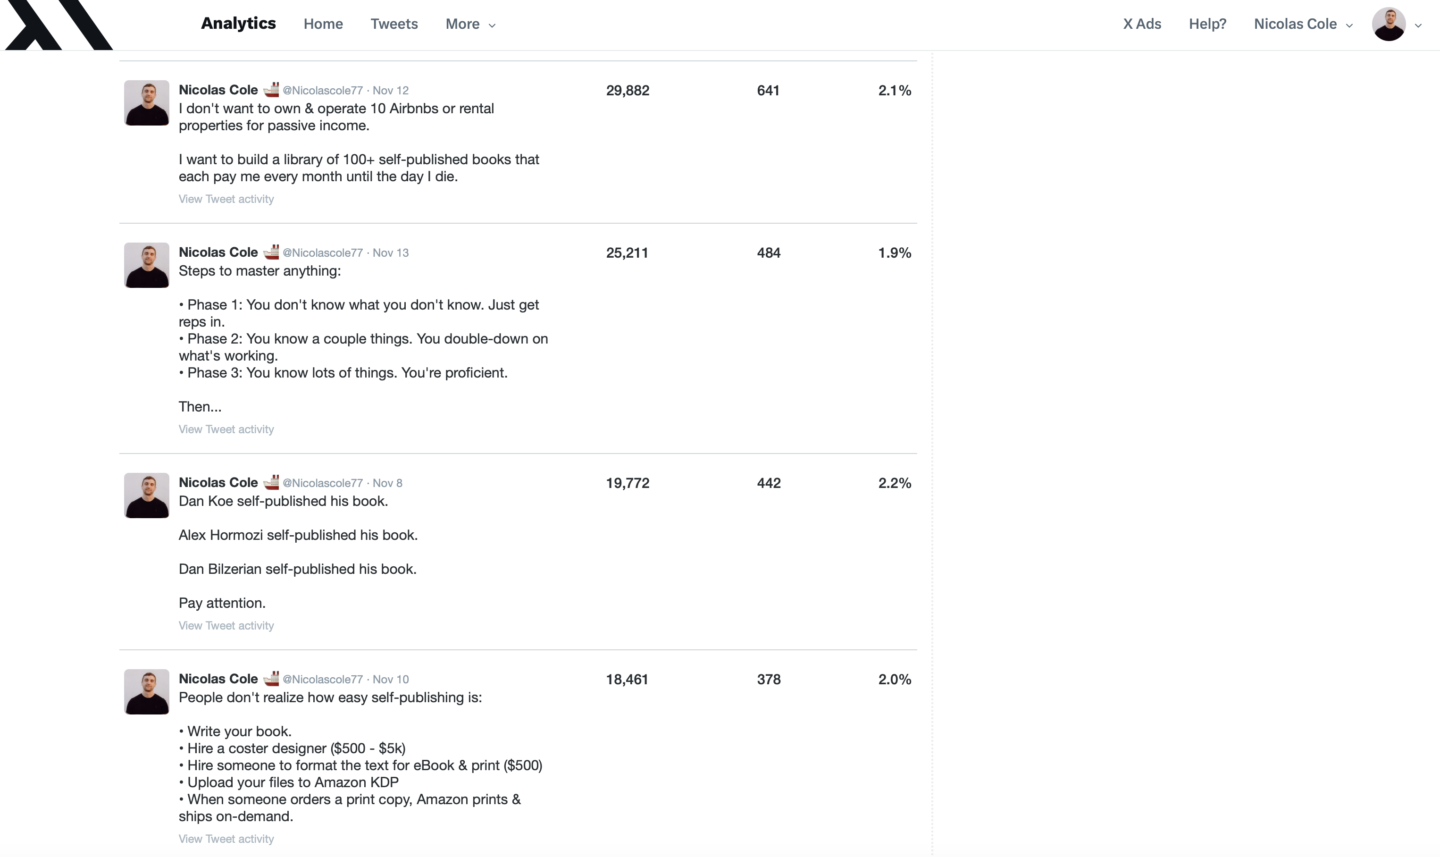 Analytics Home Tweets More X Ads Help? Nicolas Cole
Nicolas Cole 🚢 @Nicolascole77 · Nov 12 29,882 641 2.1%
I don't want to own & operate 10 Airbnbs or rental
properties for passive income.
I want to build a library of 100+ self-published books that
each pay me every month until the day I die.
View Tweet activity
Nicolas Cole 🚢 @Nicolascole77 · Nov 13 25,211 484 1.9%
Steps to master anything:
• Phase 1: You don't know what you don't know. Just get
reps in.
• Phase 2: You know a couple things. You double-down on
what's working.
• Phase 3: You know lots of things. You're proficient.
Then...
View Tweet activity
Nicolas Cole 🚢 @Nicolascole77 · Nov 8 19,772 442 2.2%
Dan Koe self-published his book.
Alex Hormozi self-published his book.
Dan Bilzerian self-published his book.
Pay attention.
View Tweet activity
Nicolas Cole 🚢 @Nicolascole77 · Nov 10 18,461 378 2.0%
People don't realize how easy self-publishing is:
• Write your book.
• Hire a coster designer ($500 - $5k)
• Hire someone to format the text for eBook & print ($500)
• Upload your files to Amazon KDP
• When someone orders a print copy, Amazon prints &
ships on-demand.
View Tweet activity